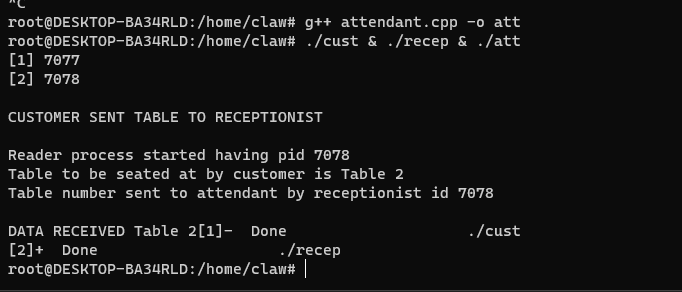 ^C
root@DESKTOP-BA34RLD:/home/claw# g++ attendant.cpp -o att
root@DESKTOP-BA34RLD:/home/claw# ./cust & ./recep & ./att
[1] 7077
[2] 7078
CUSTOMER SENT TABLE TO RECEPTIONIST
Reader process started having pid 7078
Table to be seated at by customer is Table 2
Table number sent to attendant by receptionist id 7078
DATA RECEIVED Table 2[1]-  Done                    ./cust
[2]+  Done                    ./recep
root@DESKTOP-BA34RLD:/home/claw#